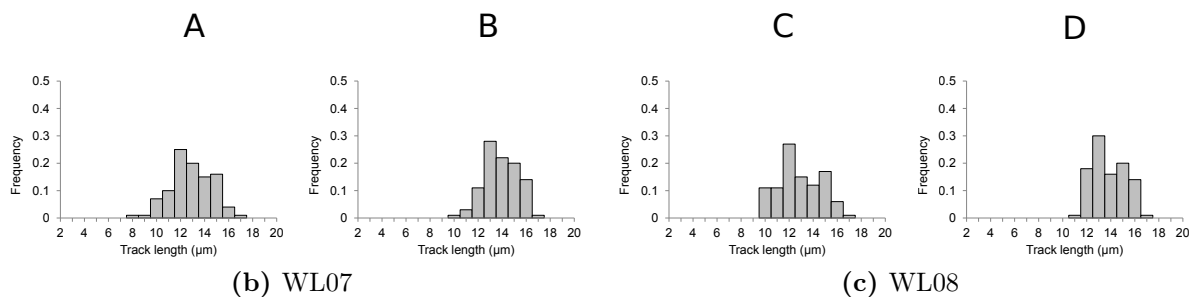 A B C D
0.5 0.5 0.5 0.5
0.4 0.4 0.4 0.4
0.3 0.3 0.3 0.3
0.2 0.2 0.2 0.2
0.1 0.1 0.1 0.1
0 0 0 0
Frequency Frequency Frequency Frequency
2 4 6 8 10 12 14 16 18 20 2 4 6 8 10 12 14 16 18 20 2 4 6 8 10 12 14 16 18 20 2 4 6 8 10 12 14 16 18 20
Track length (µm) Track length (µm) Track length (µm) Track length (µm)
(b) WL07 (c) WL08